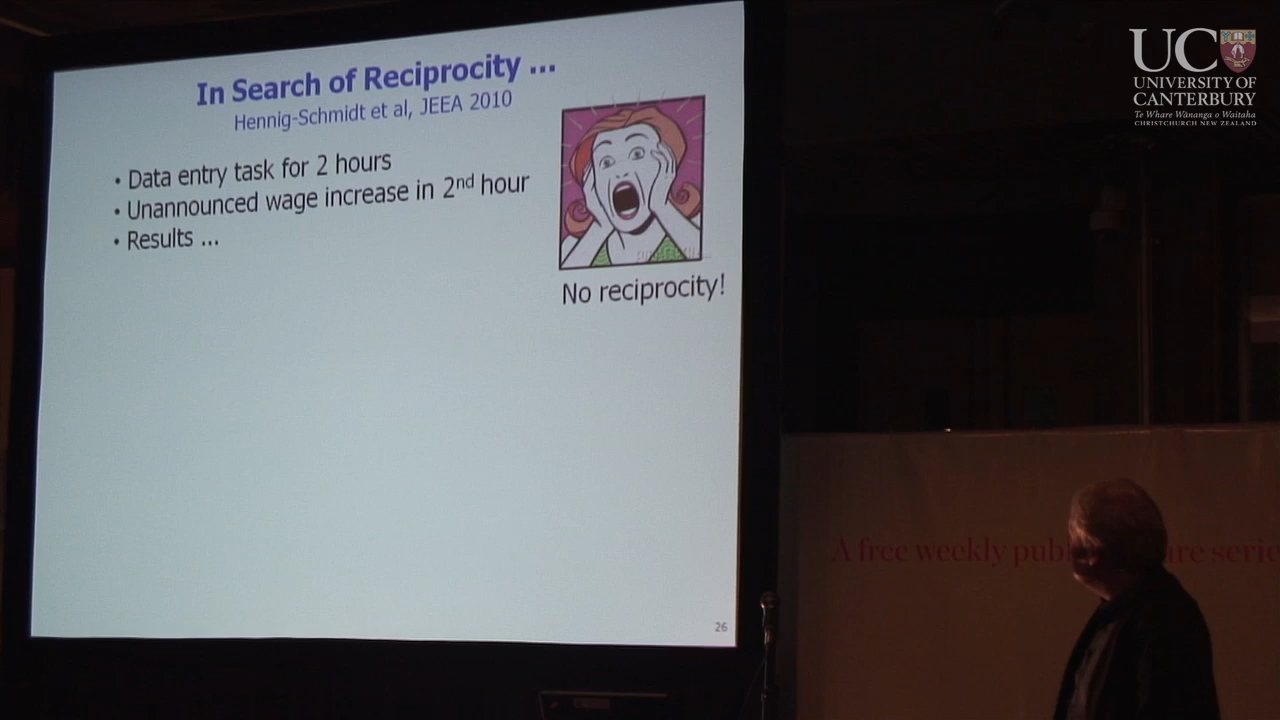 In Search of Reciprocity ...
Hennig-Schmidt et al, JEEA 2010
• Data entry task for 2 hours
• Unannounced wage increase in 2nd hour
• Results ...
No reciprocity!
26
UC
UNIVERSITY OF
CANTERBURY
Te Whare Wānanga o Waitaha
CHRISTCHURCH NEW ZEALAND
A free weekly